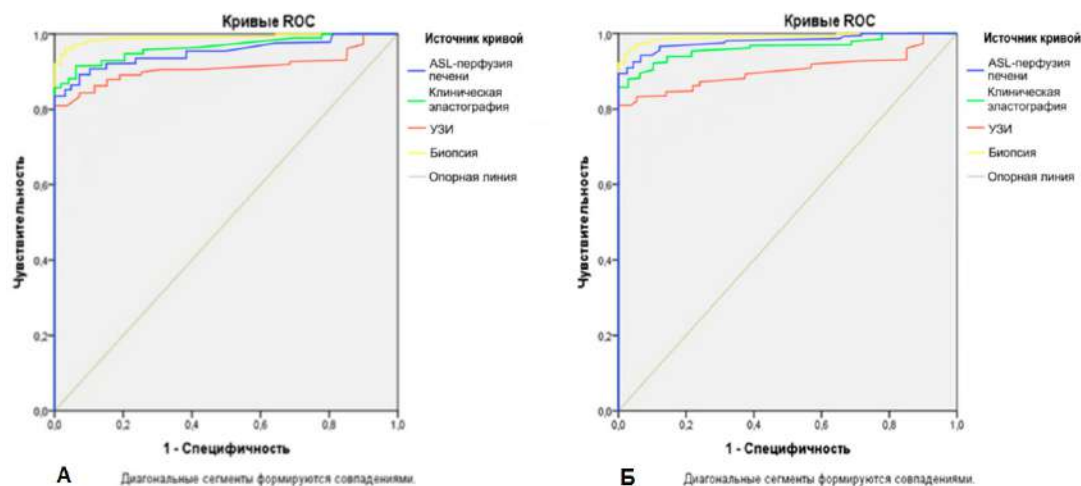 Кривые ROC
Источник кривой
ASL-перфузия
печени
Клиническая
эластография
УЗИ
Биопсия
Опорная линия
Чувствительность
1,0
0,8
0,6
0,4
0,2
0,0
0,0 0,2 0,4 0,6 0,8 1,0
1 - Специфичность
А
Диагональные сегменты формируются совпадениями.
Кривые ROC
Источник кривой
ASL-перфузия
печени
Клиническая
эластография
УЗИ
Биопсия
Опорная линия
Чувствительность
1,0
0,8
0,6
0,4
0,2
0,0
0,0 0,2 0,4 0,6 0,8 1,0
1 - Специфичность
Б
Диагональные сегменты формируются совпадениями.